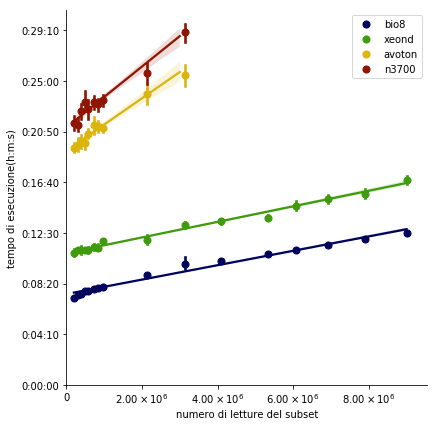 bio8
xeond
avoton
n3700
tempo di esecuzione(h:m:s)
0:29:10
0:25:00
0:20:50
0:16:40
0:12:30
0:08:20
0:04:10
0:00:00
0 2.00 × 10⁶ 4.00 × 10⁶ 6.00 × 10⁶ 8.00 × 10⁶
numero di letture del subset